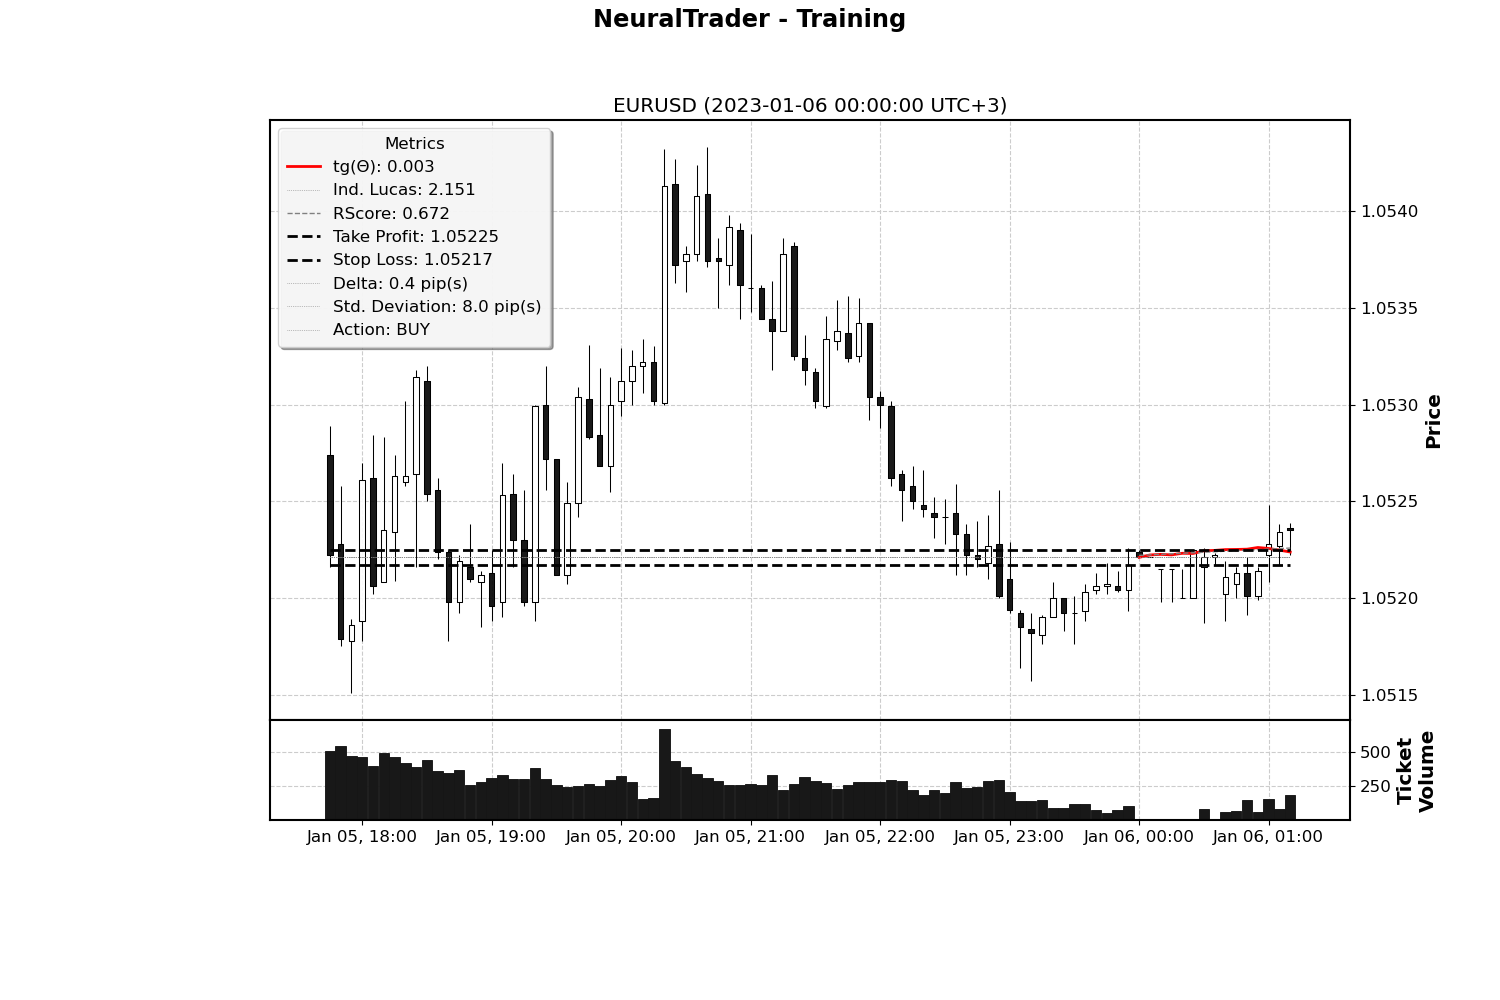 NeuralTrader - Training
EURUSD (2023-01-06 00:00:00 UTC+3)
Metrics
tg(Θ): 0.003
Ind. Lucas: 2.151
RScore: 0.672
Take Profit: 1.05225
Stop Loss: 1.05217
Delta: 0.4 pip(s)
Std. Deviation: 8.0 pip(s)
Action: BUY
1.0540
1.0535
1.0530
1.0525
1.0520
1.0515
Price
500
250
Ticket
Volume
Jan 05, 18:00 Jan 05, 19:00 Jan 05, 20:00 Jan 05, 21:00 Jan 05, 22:00 Jan 05, 23:00 Jan 06, 00:00 Jan 06, 01:00